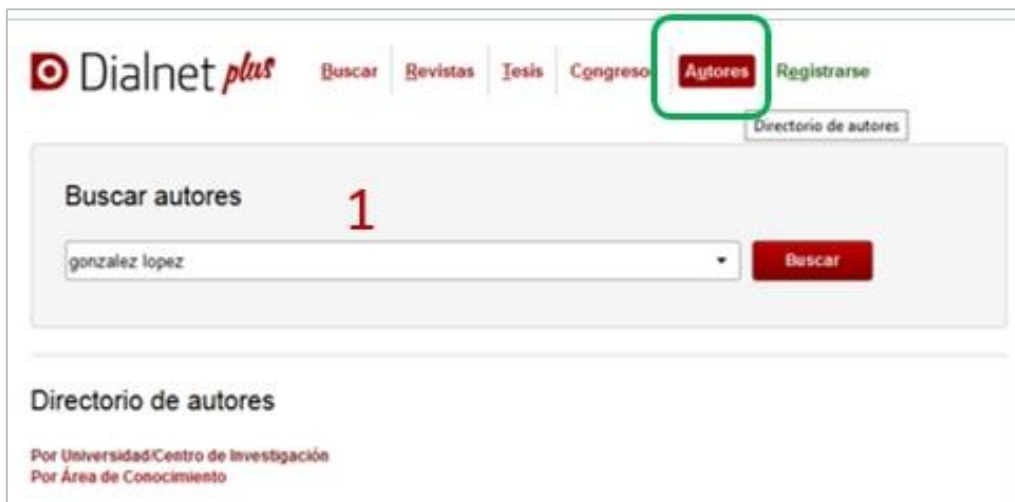 Dialnet plus Buscar Revistas Tesis Congreso Autores Registrarse
Directorio de autores
Buscar autores
1
gonzalez lopez Buscar
Directorio de autores
Por Universidad/Centro de Investigación
Por Área de Conocimiento